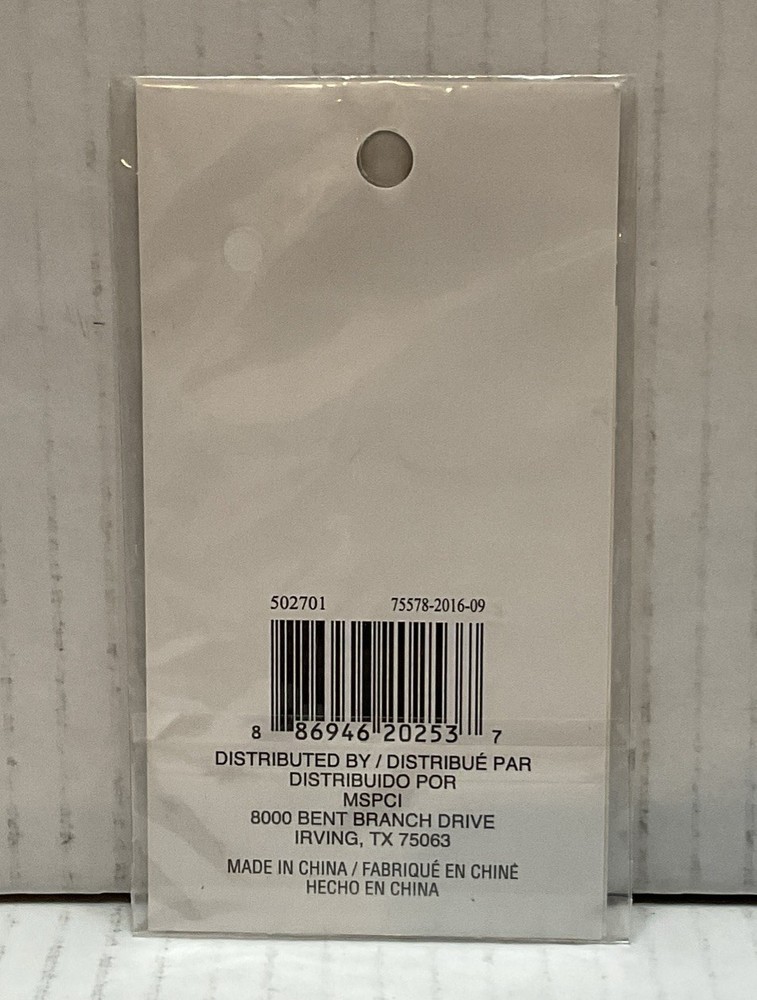 502701 75578-2016-09
8 86946 20253 7
DISTRIBUTED BY / DISTRIBUÉ PAR
DISTRIBUIDO POR
MSPCI
8000 BENT BRANCH DRIVE
IRVING, TX 75063
MADE IN CHINA / FABRIQUÉ EN CHINE
HECHO EN CHINA